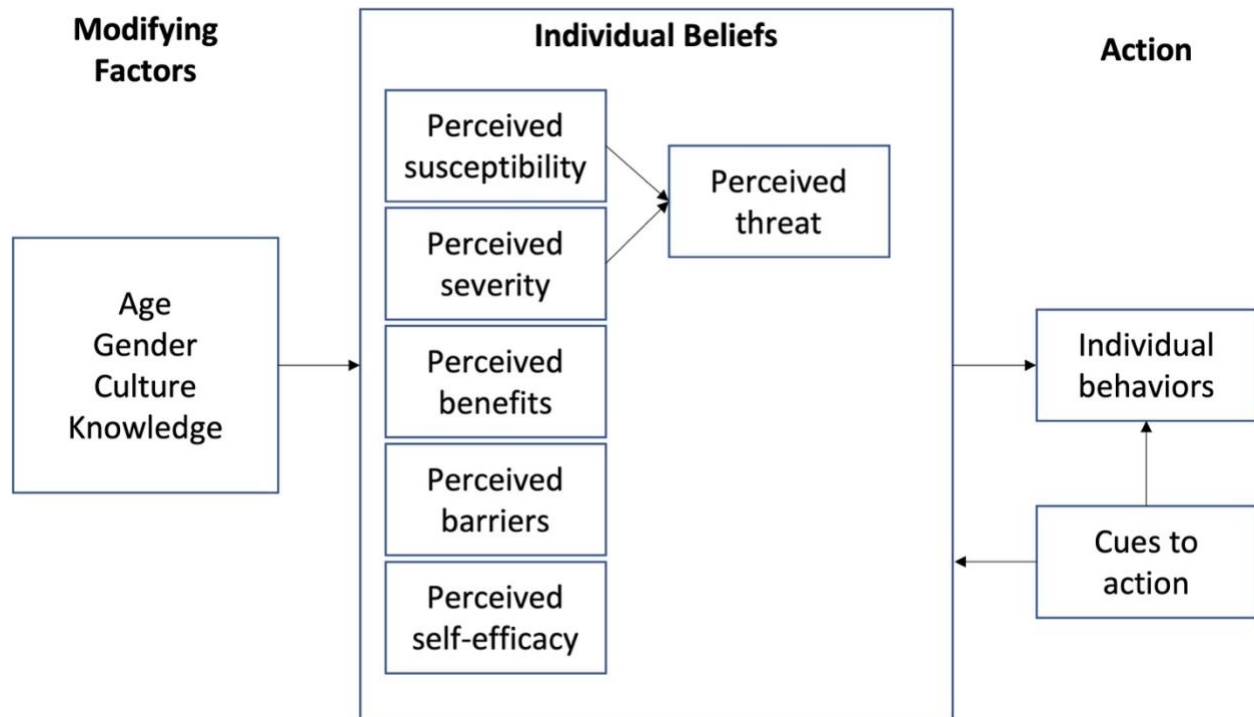 Modifying
Factors
Age
Gender
Culture
Knowledge
Individual Beliefs
Perceived
susceptibility
Perceived
severity
Perceived
benefits
Perceived
barriers
Perceived
self-efficacy
Perceived
threat
Action
Individual
behaviors
Cues to
action